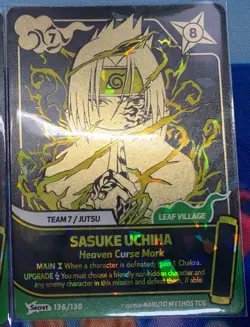 7
8
TEAM 7 / JUTSU
LEAF VILLAGE
SASUKE UCHIHA
Heaven Curse Mark
MAIN When a character is defeated: gain 1 Chakra.
UPGRADE You must choose a friendly non-hidden character and
any enemy character in this mission and defeat them, if able
Secret 136/130
NARUTO MYTHOS TCG